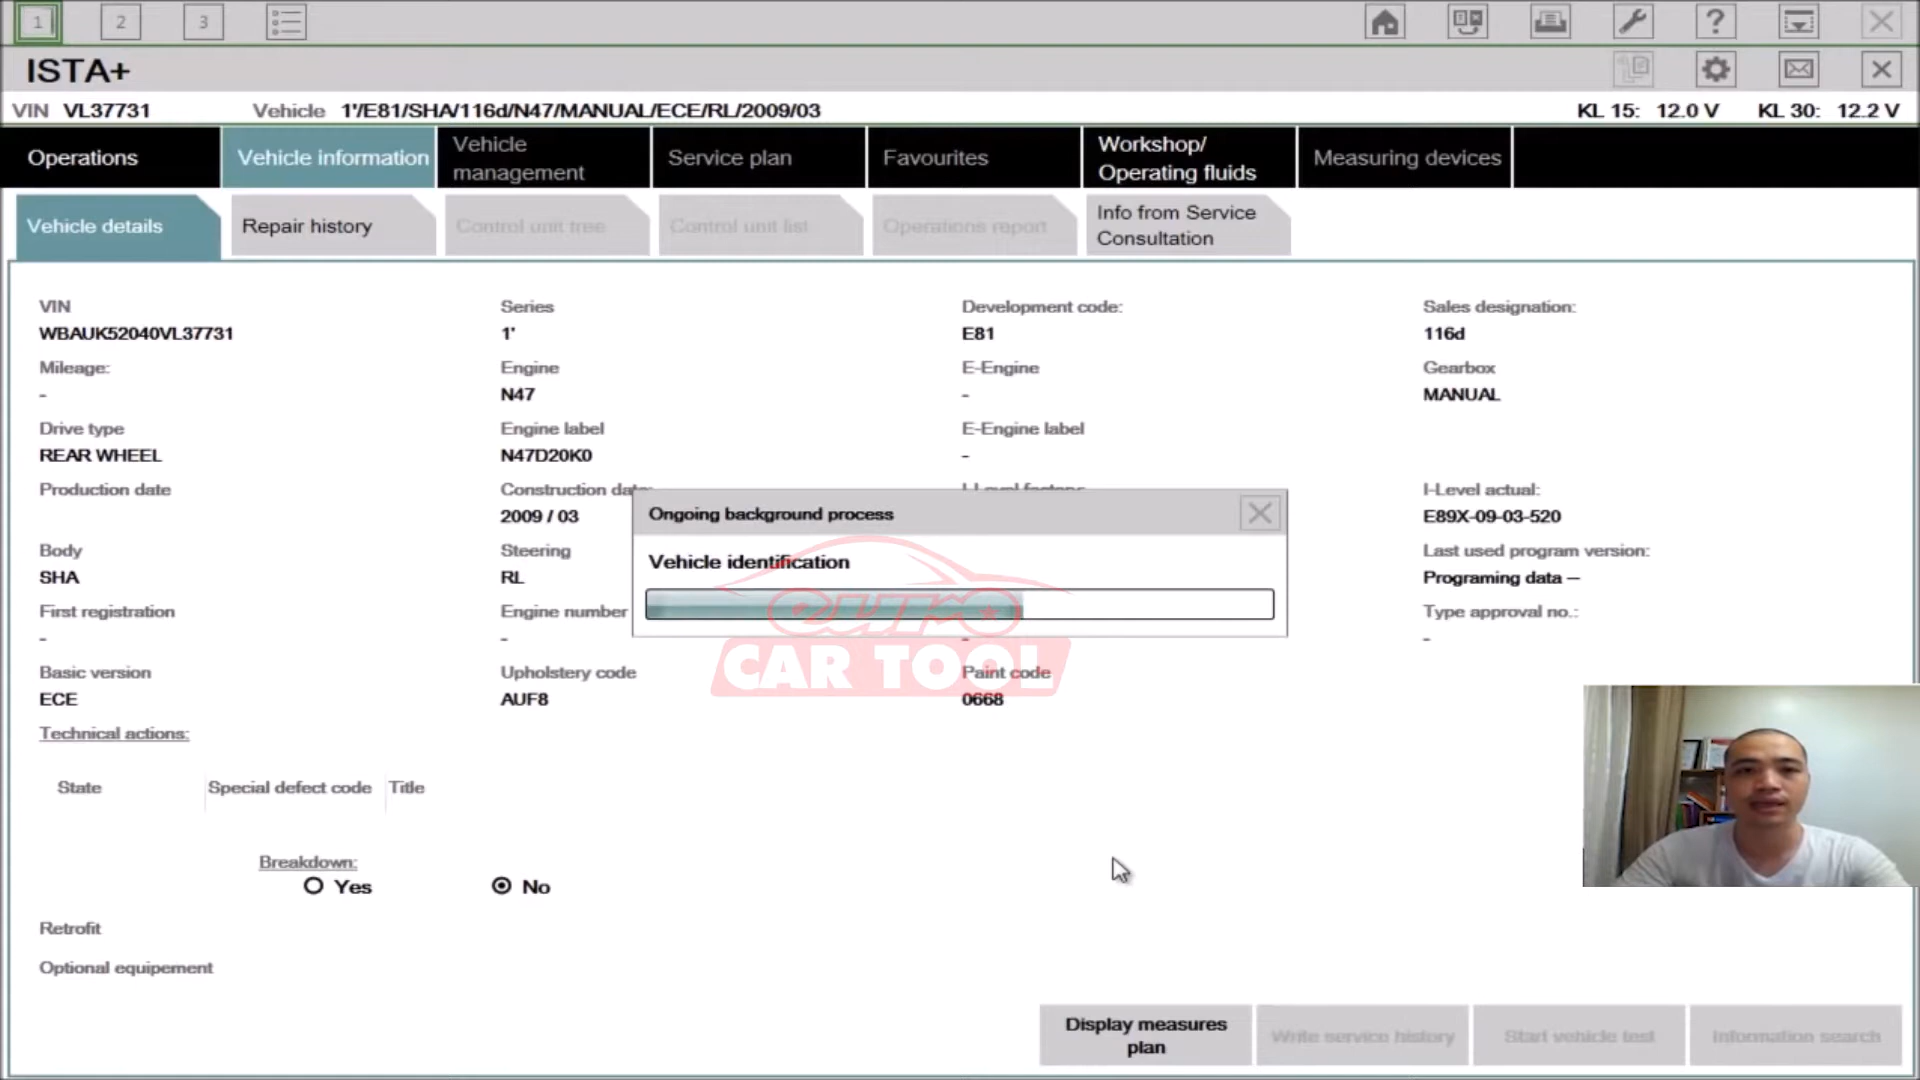 1 2 3
ISTA+
VIN VL37731 Vehicle 1'/E81/SHA/116d/N47/MANUAL/ECE/RL/2009/03 KL 15: 12.0 V KL 30: 12.2 V
Operations
Vehicle information
Vehicle
management
Service plan
Favourites
Workshop/
Operating fluids
Measuring devices
Vehicle details
Repair history
Control unit tree
Control unit list
Operations report
Info from Service
Consultation
VIN
WBAUK52040VL37731
Series
1'
Development code:
E81
Sales designation:
116d
Mileage:
-
Engine
N47
E-Engine
-
Gearbox
MANUAL
Drive type
REAR WHEEL
Engine label
N47D20K0
E-Engine label
-
Production date
Construction date:
2009 / 03
I-Level actual:
E89X-09-03-520
Body
SHA
Steering
RL
Last used program version:
Programing data --
First registration
-
Engine number
-
-
Type approval no.:
-
Basic version
ECE
Upholstery code
AUF8
Paint code
0668
Ongoing background process
Vehicle identification
euro
CAR TOOL
Technical actions:
State Special defect code Title
Breakdown:
Yes No
Retrofit
Optional equipement
Display measures
plan
Write service history
Start vehicle test
Information search